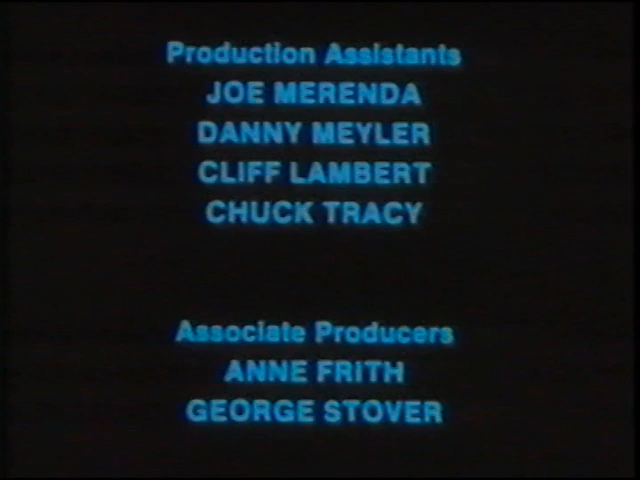 Production Assistants
JOE MERENDA
DANNY MEYLER
CLIFF LAMBERT
CHUCK TRACY
Associate Producers
ANNE FRITH
GEORGE STOVER